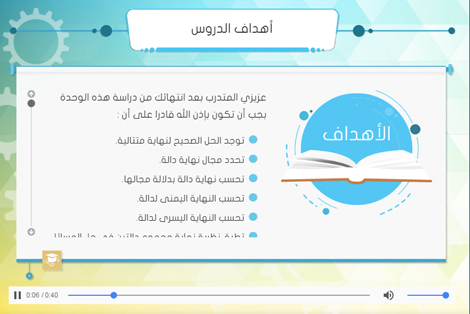 أهداف الدروس
عزيزي المتدرب بعد انتهائك من دراسة هذه الوحدة
يجب أن تكون بإذن الله قادرا على أن :
توجد الحل الصحيح لنهاية متتالية.
تحدد مجال نهاية دالة.
تحسب نهاية دالة بدلالة مجالها.
تحسب النهاية اليمنى لدالة.
تحسب النهاية اليسرى لدالة.
الأهداف
0:06 / 0:40